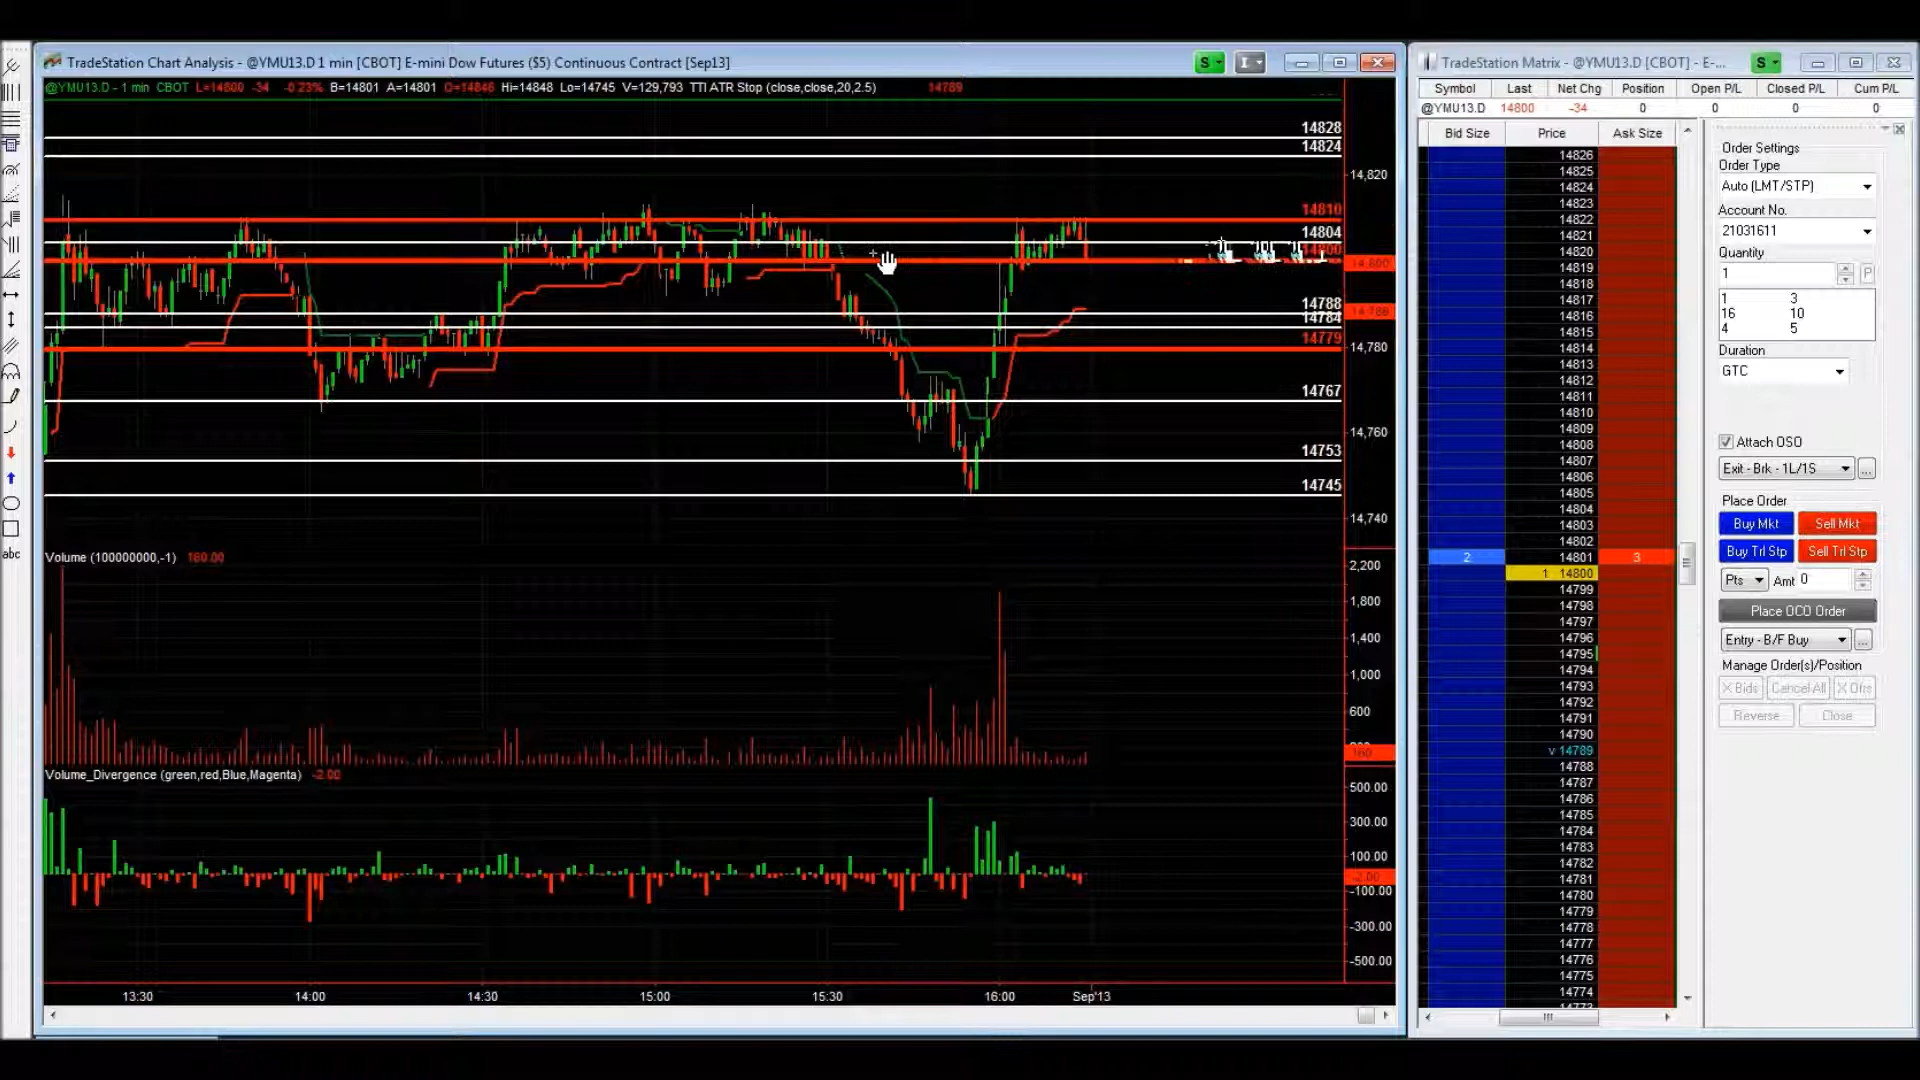 TradeStation Chart Analysis - @YMU13.D 1 min [CBOT] E-mini Dow Futures ($5) Continuous Contract [Sep13]
@YMU13.D - 1 min CBOT L=14800 -34 -0.23% B=14801 A=14801 O=14846 Hi=14848 Lo=14745 V=129,793 TTI ATR Stop (close,close,20,2.5) 14789
14828
14824
14,820
14810
14804
14800
14,800
14788
14784
14779
14,780
14767
14,760
14753
14745
14,740
Volume (100000000,-1) 160.00
2,200
1,800
1,400
1,000
600
160
Volume_Divergence (green,red,Blue,Magenta) -2.00
500.00
300.00
100.00
-2.00
-100.00
-300.00
-500.00
13:30 14:00 14:30 15:00 15:30 16:00 Sep'13
abc
TradeStation Matrix - @YMU13.D [CBOT] - E-...
Symbol Last Net Chg Position Open P/L Closed P/L Cum P/L
@YMU13.D 14800 -34 0 0 0 0
Bid Size Price Ask Size
14826
14825
14824
14823
14822
14821
14820
14819
14818
14817
14816
14815
14814
14813
14812
14811
14810
14809
14808
14807
14806
14805
14804
14803
14802
2 14801 3
1 14800
14799
14798
14797
14796
14795
14794
14793
14792
14791
14790
v 14789
14788
14787
14786
14785
14784
14783
14782
14781
14780
14779
14778
14777
14776
14775
14774
Order Settings
Order Type
Auto (LMT/STP)
Account No.
21031611
Quantity
1 P
1 3
16 10
4 5
Duration
GTC
Attach OSO
Exit - Brk - 1L/1S ...
Place Order
Buy Mkt Sell Mkt
Buy Trl Stp Sell Trl Stp
Pts Amt 0
Place OCO Order
Entry - B/F Buy ...
Manage Order(s)/Position
X Bids Cancel All X Ofrs
Reverse Close